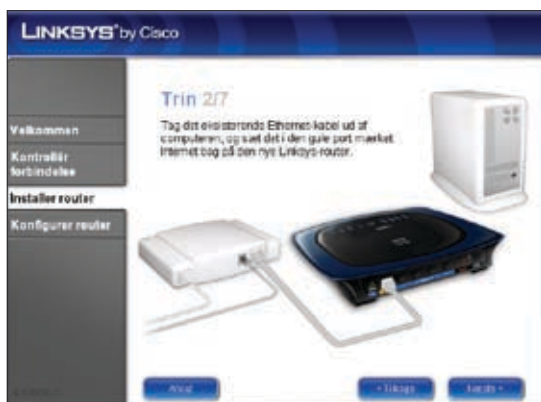 LINKSYS® by Cisco
Trin 2/7
Tag det eksisterende Ethernet-kabel ud af
computeren, og sæt det i den gule port mærket
Internet bag på den nye Linksys-router.
Velkommen
Kontrollér
forbindelse
Installer router
Konfigurer router
Afslut
Tilbage
Næste